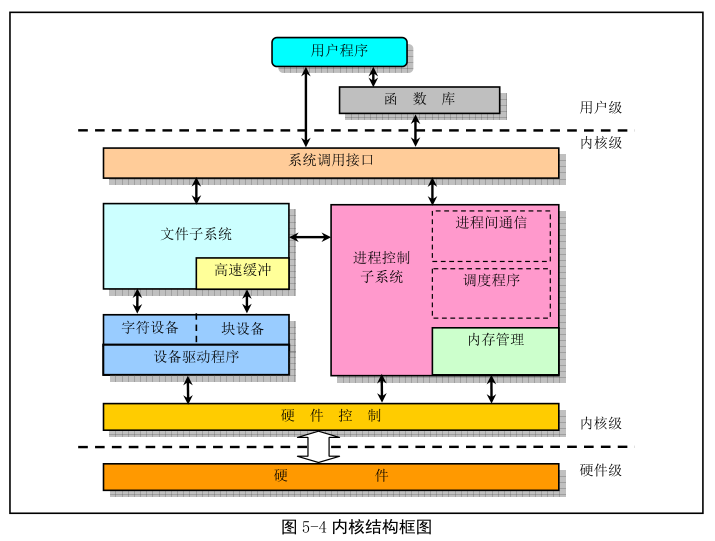 用户程序
函 数 库
用户级
内核级
系统调用接口
文件子系统
高速缓冲
进程控制
子系统
进程间通信
调度程序
内存管理
字符设备
块设备
设备驱动程序
硬 件 控 制
内核级
硬 件
硬件级
图 5-4 内核结构框图